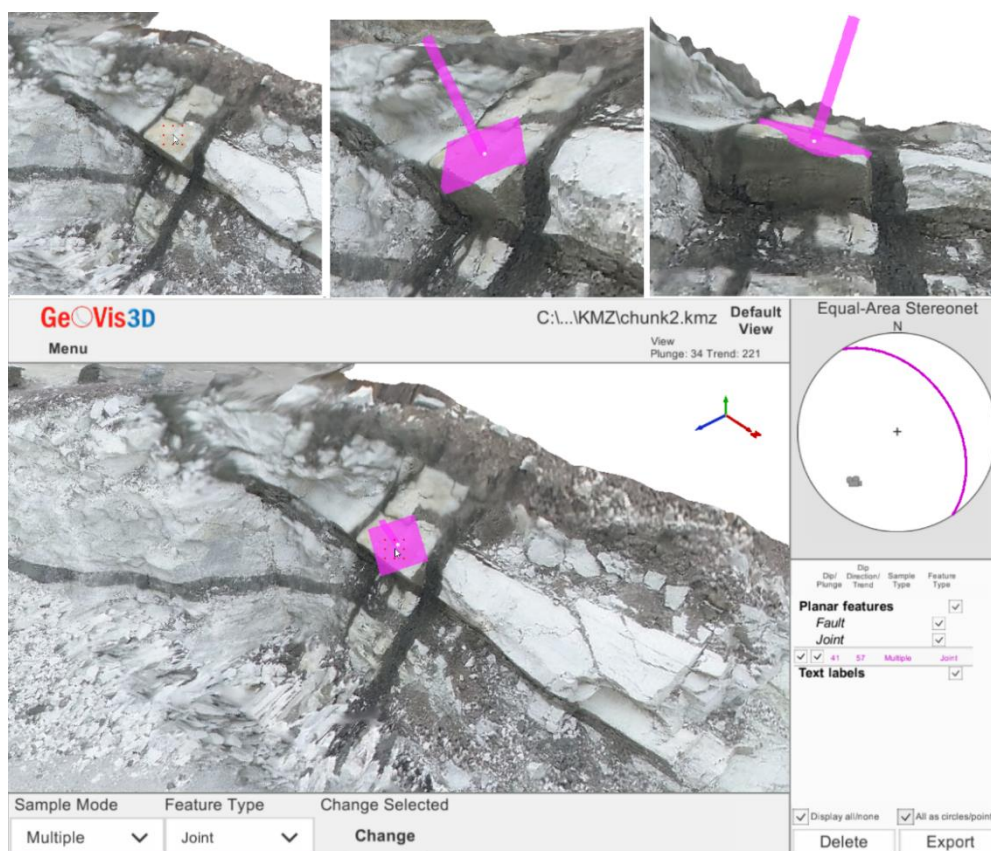 GeoVis3D
C:\...\KMZ\chunk2.kmz
Default
View
Menu
View
Plunge: 34 Trend: 221
Equal-Area Stereonet
N
Dip/
Plunge
Dip
Direction/
Trend
Sample
Type
Feature
Type
Planar features
Fault
Joint
41 57 Multiple Joint
Text labels
Sample Mode
Feature Type
Change Selected
Multiple
Joint
Change
Display all/none
All as circles/point
Delete
Export